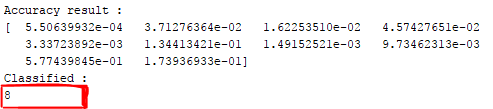 Accuracy result :
[ 5.50639932e-04 3.71276364e-02 1.62253510e-02 4.57427651e-02
3.33723892e-03 1.34413421e-01 1.49152521e-03 9.73462313e-03
5.77439845e-01 1.73936933e-01]
Classified :
8